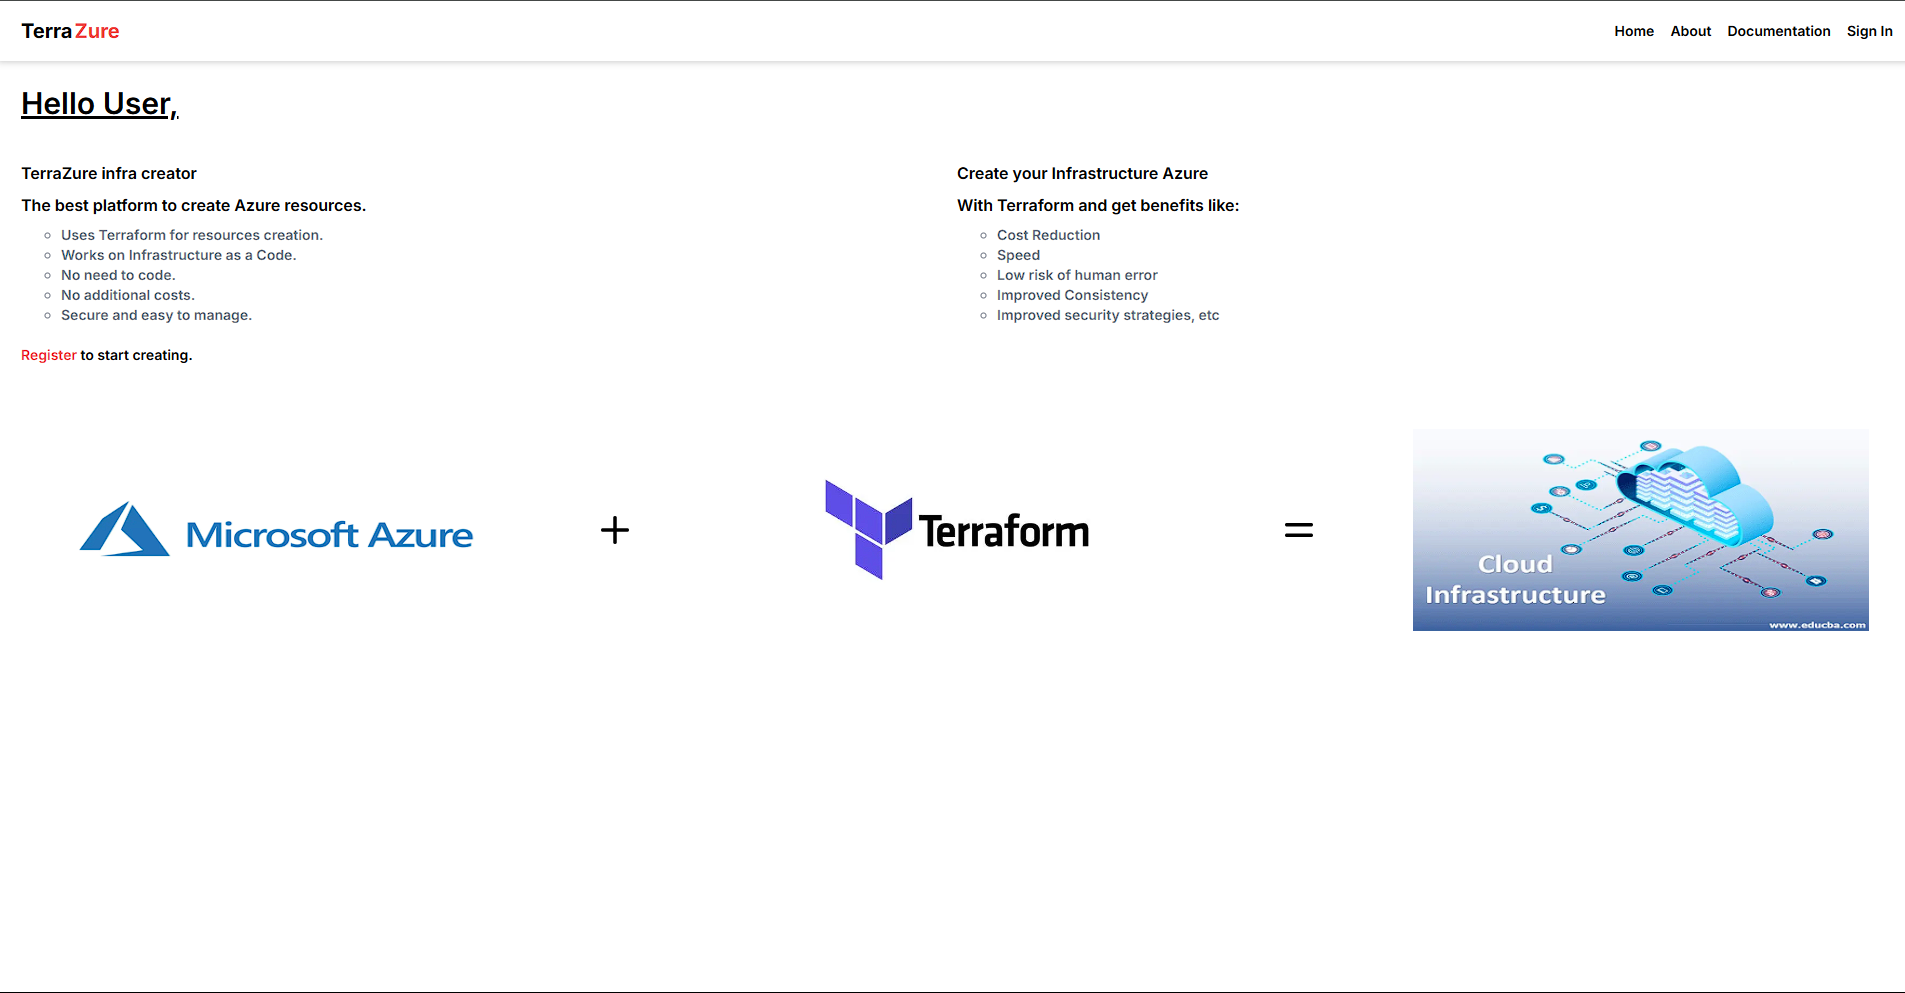 TerraZure
Home About Documentation Sign In
Hello User,
TerraZure infra creator
The best platform to create Azure resources.
Uses Terraform for resources creation.
Works on Infrastructure as a Code.
No need to code.
No additional costs.
Secure and easy to manage.
Register to start creating.
Create your Infrastructure Azure
With Terraform and get benefits like:
Cost Reduction
Speed
Low risk of human error
Improved Consistency
Improved security strategies, etc
Microsoft Azure
+
Terraform
=
Cloud
Infrastructure
www.educba.com